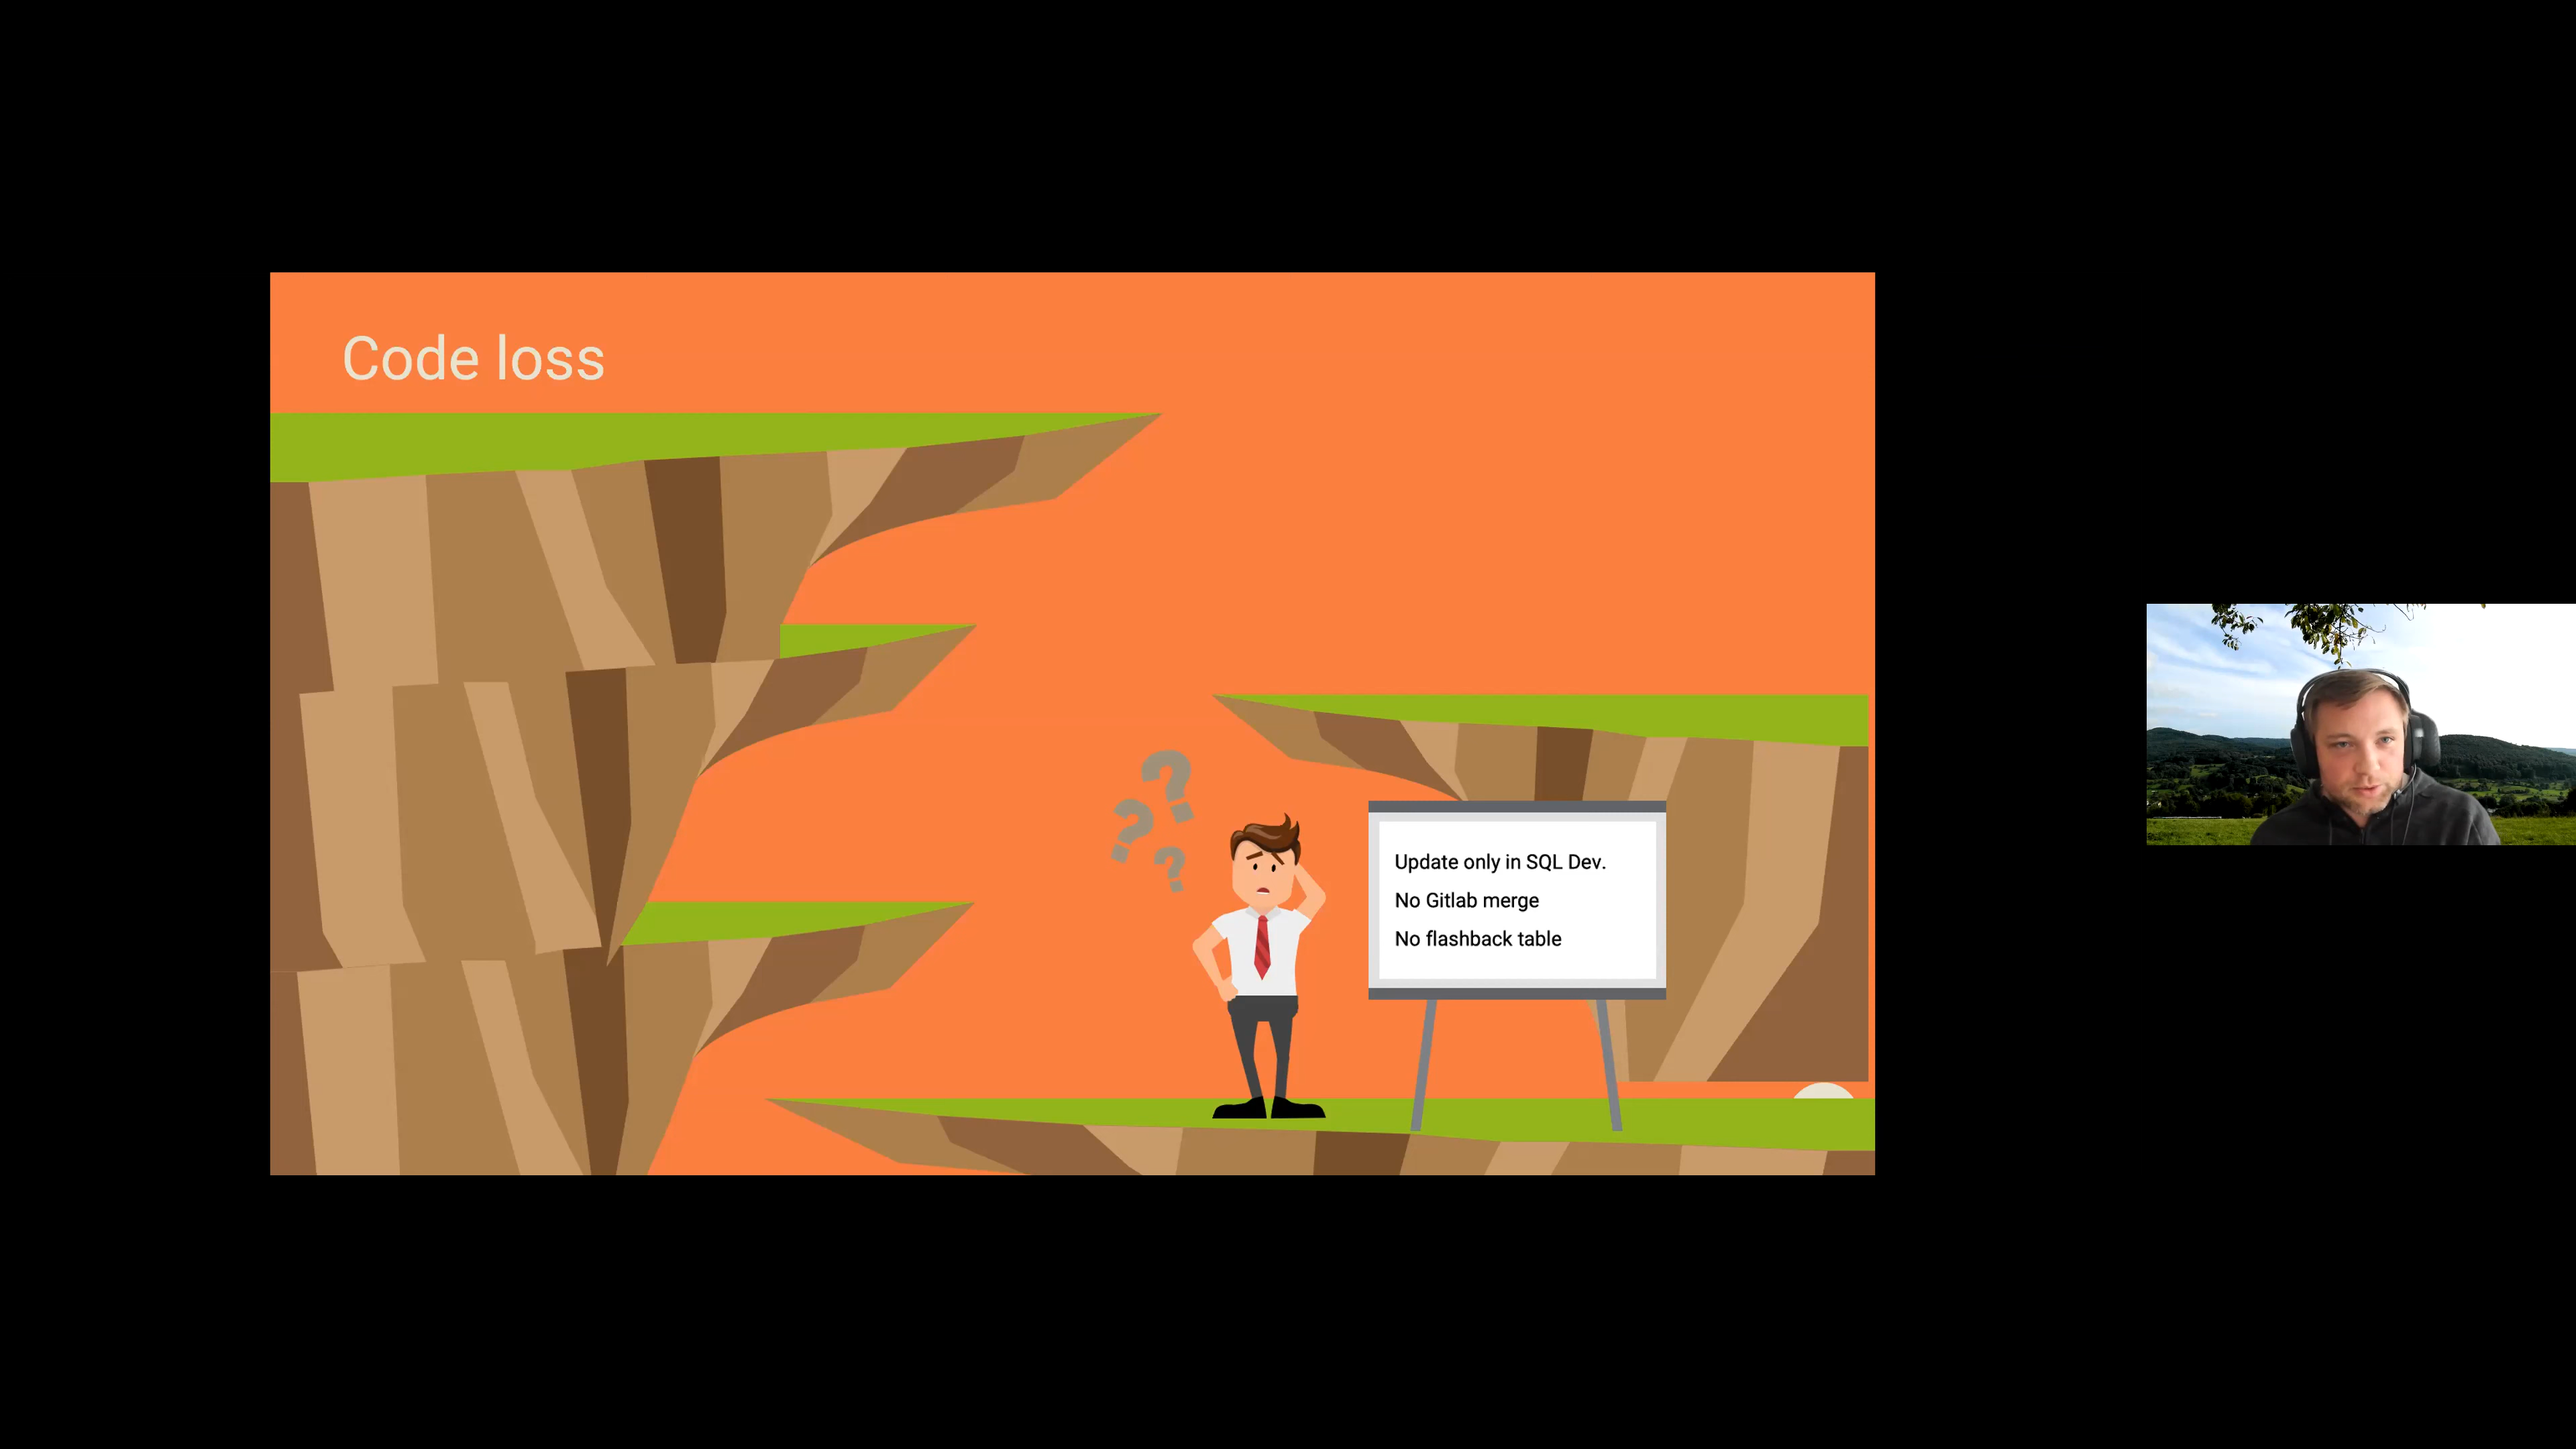 Code loss
? ? ?
Update only in SQL Dev.
No Gitlab merge
No flashback table